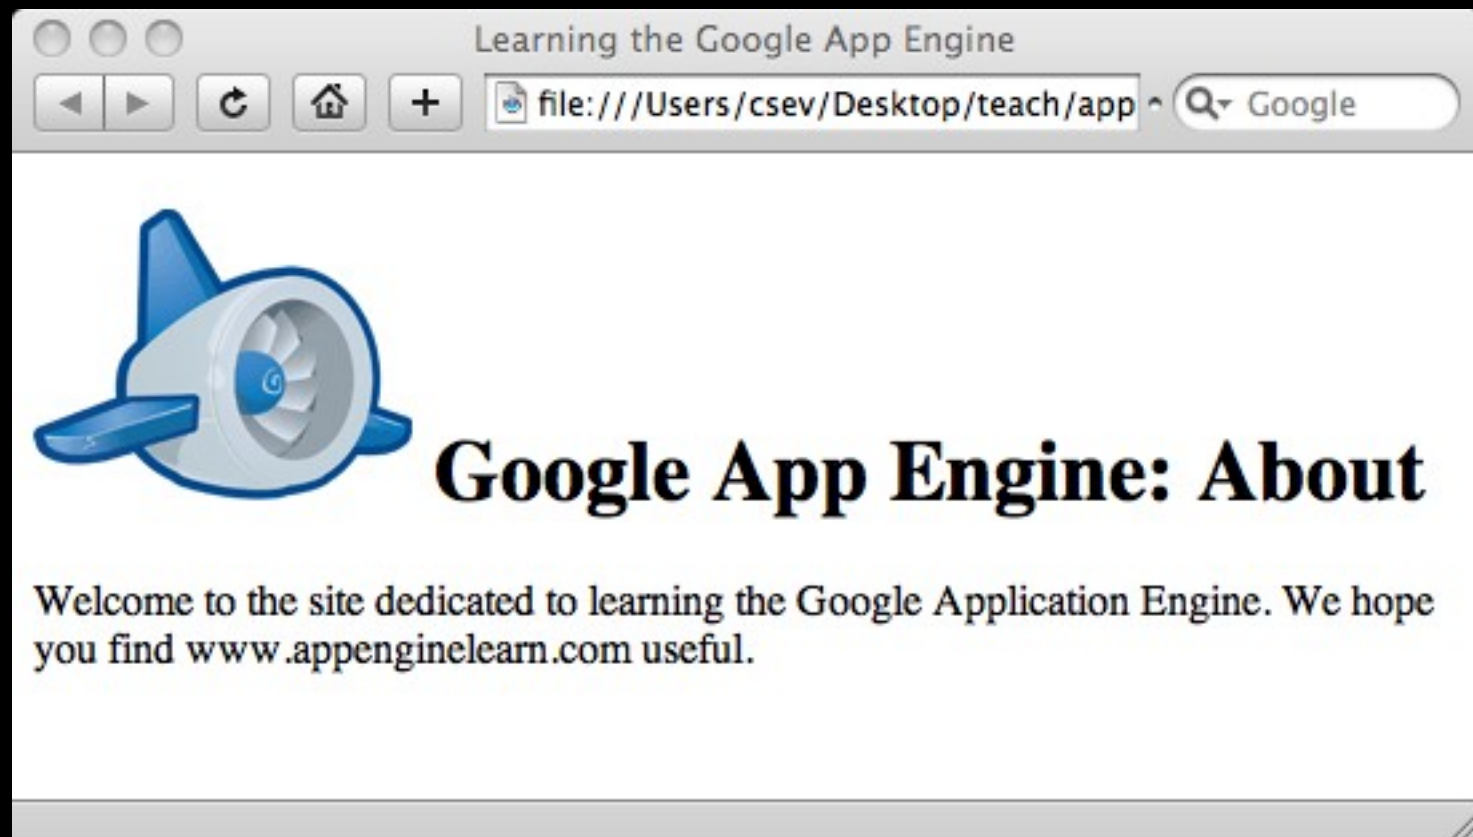 Learning the Google App Engine
file:///Users/csev/Desktop/teach/app
Google
Google App Engine: About
Welcome to the site dedicated to learning the Google Application Engine. We hope
you find www.appenginelearn.com useful.